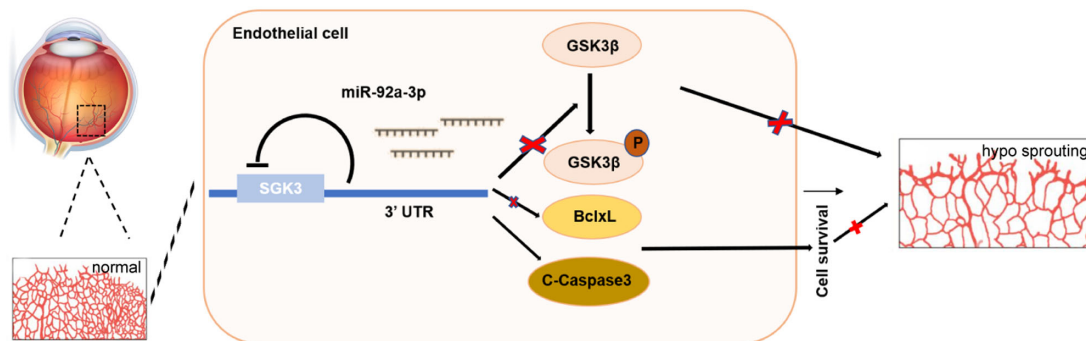 Endothelial cell
GSK3β
miR-92a-3p
P
GSK3β
SGK3
3’ UTR
BclxL
C-Caspase3
Cell survival
hypo sprouting
normal